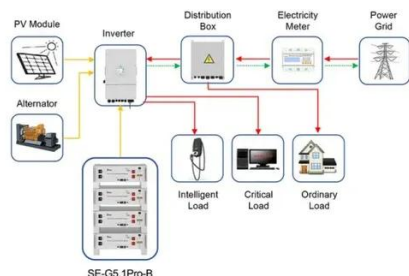 PV Module
Inverter
Distribution
Box
Electricity
Meter
Power
Grid
Alternator
Intelligent
Load
Critical
Load
Ordinary
Load
SE-G5.1Pro-B